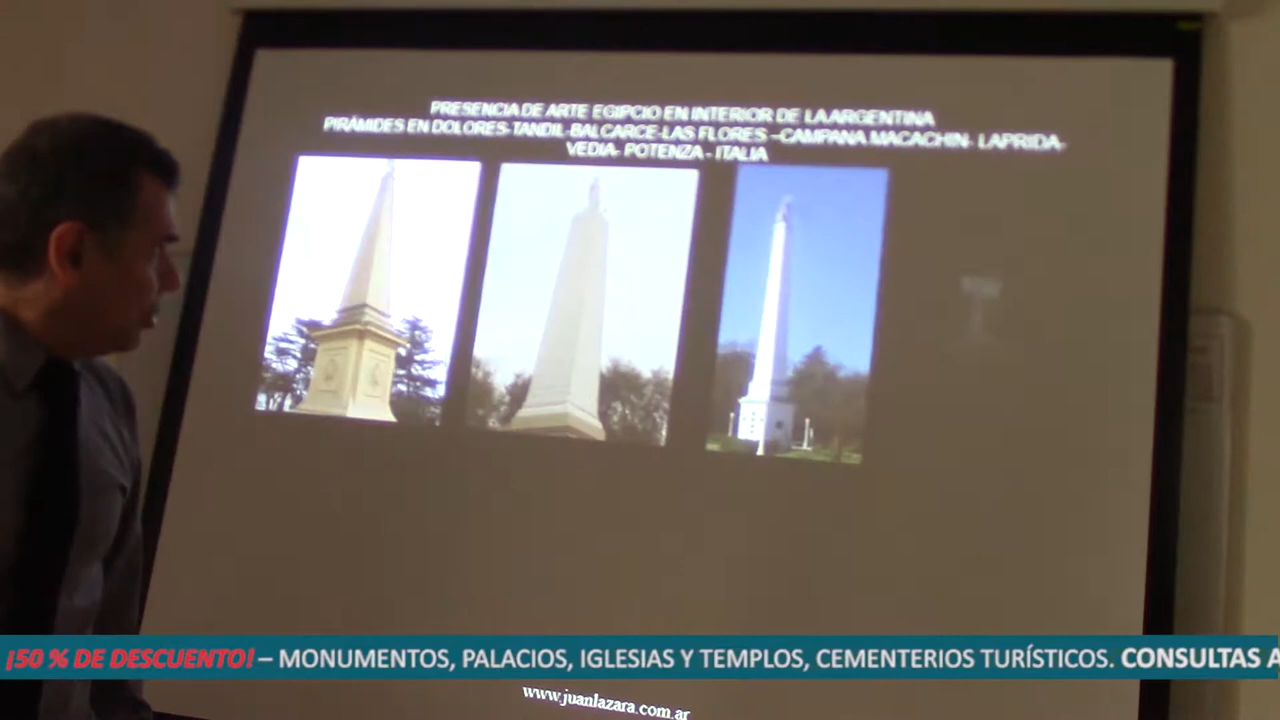 PRESENCIA DE ARTE EGIPCIO EN INTERIOR DE LA ARGENTINA
PIRÁMIDES EN DOLORES-TANDIL-BALCARCE-LAS FLORES –CAMPANA MACACHIN- LAPRIDA-
VEDIA- POTENZA - ITALIA
¡50 % DE DESCUENTO! – MONUMENTOS, PALACIOS, IGLESIAS Y TEMPLOS, CEMENTERIOS TURÍSTICOS. CONSULTAS A
www.juanlazara.com.ar